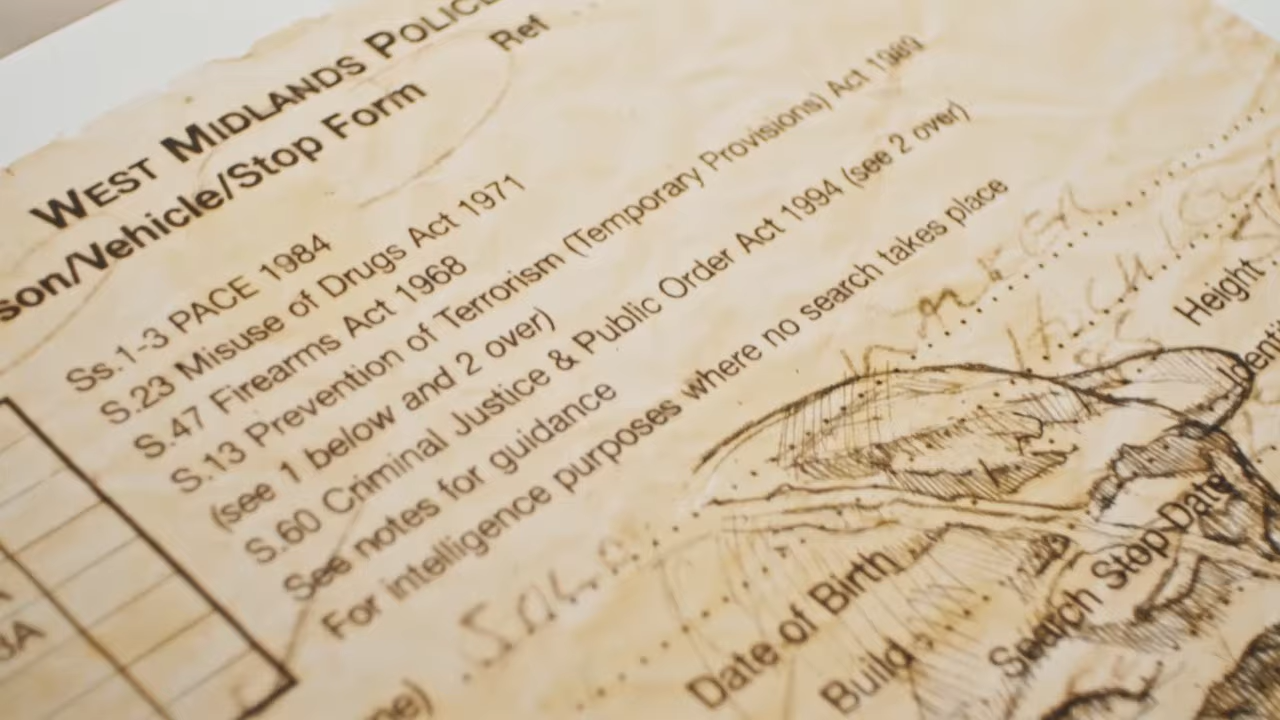 WEST MIDLANDS POLICE
Ref
son/Vehicle/Stop Form
Ss.1-3 PACE 1984
S.23 Misuse of Drugs Act 1971
S.47 Firearms Act 1968
S.13 Prevention of Terrorism (Temporary Provisions) Act 1989
(see 1 below and 2 over)
S.60 Criminal Justice & Public Order Act 1994 (see 2 over)
See notes for guidance
For intelligence purposes where no search takes place
Height
Date of Birth
Build
Search Stop Date